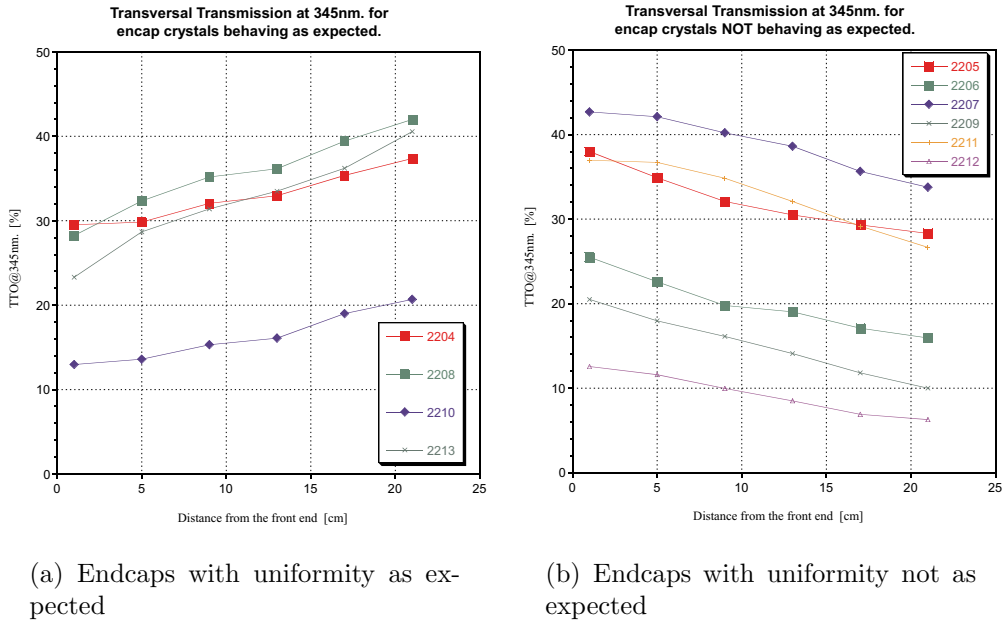 Transversal Transmission at 345nm. for
encap crystals behaving as expected.
50
40
30
20
10
0
TTO@345nm. [%]
0 5 10 15 20 25
Distance from the front end [cm]
2204
2208
2210
2213
(a) Endcaps with uniformity as ex-
pected
Transversal Transmission at 345nm. for
encap crystals NOT behaving as expected.
50
40
30
20
10
0
TTO@345nm. [%]
0 5 10 15 20 25
Distance from the front end [cm]
2205
2206
2207
2209
2211
2212
(b) Endcaps with uniformity not as
expected